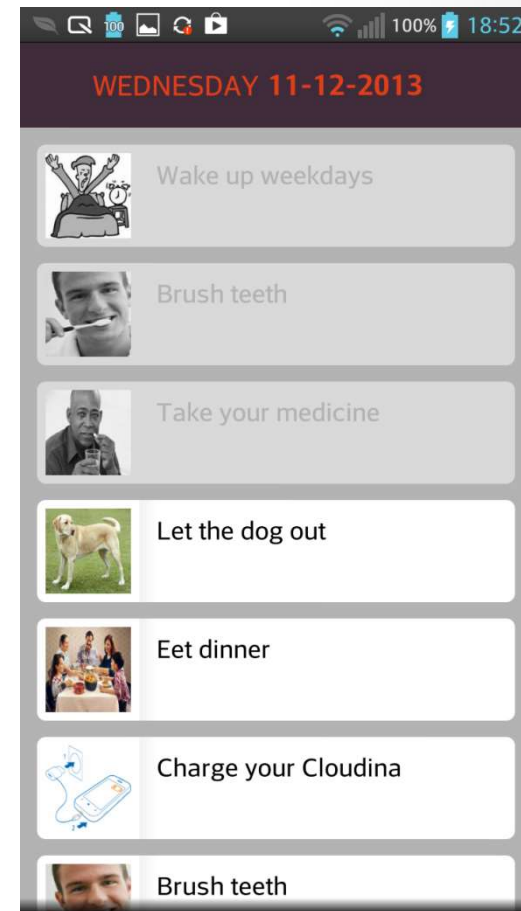 100 100% 18:52
WEDNESDAY 11-12-2013
Wake up weekdays
Brush teeth
Take your medicine
Let the dog out
Eet dinner
Charge your Cloudina
Brush teeth